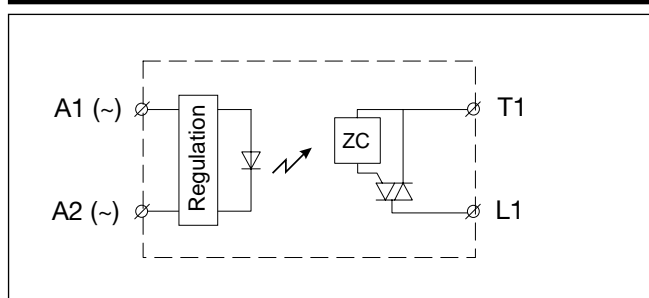 A1 (~)
Regulation
ZC
T1
A2 (~)
L1